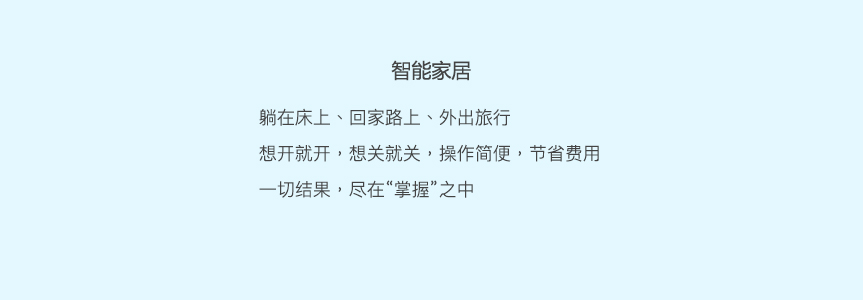 智能家居
躺在床上、回家路上、外出旅行
想开就开，想关就关，操作简便，节省费用
一切结果，尽在“掌握”之中